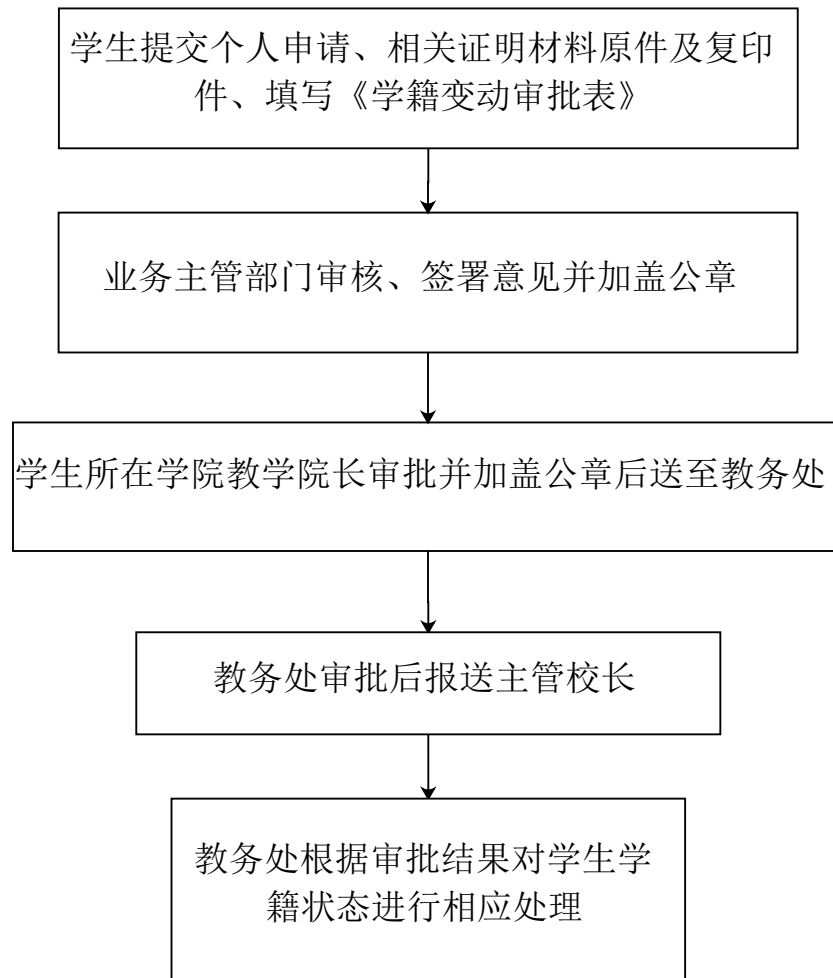 学生提交个人申请、相关证明材料原件及复印
件、填写《学籍变动审批表》
业务主管部门审核、签署意见并加盖公章
学生所在学院教学院长审批并加盖公章后送至教务处
教务处审批后报送主管校长
教务处根据审批结果对学生学
籍状态进行相应处理